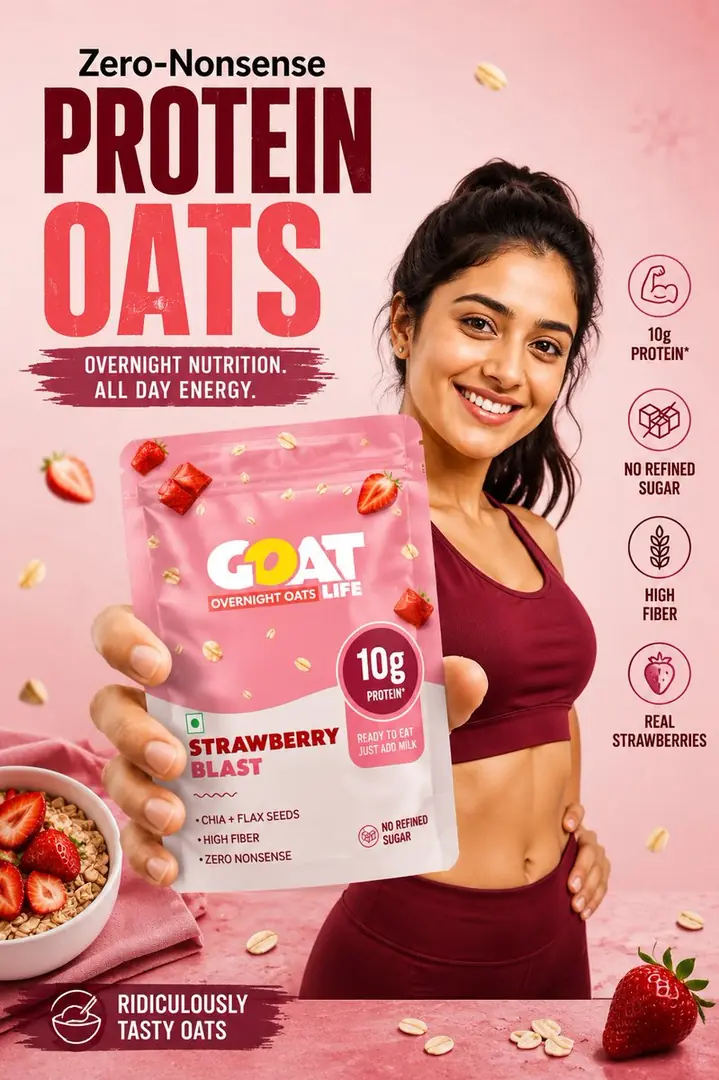 Zero-Nonsense
PROTEIN
OATS
OVERNIGHT NUTRITION.
ALL DAY ENERGY.
10g
PROTEIN*
NO REFINED
SUGAR
HIGH
FIBER
REAL
STRAWBERRIES
GOAT
OVERNIGHT OATS LIFE
10g
PROTEIN*
READY TO EAT
JUST ADD MILK
STRAWBERRY
BLAST
• CHIA + FLAX SEEDS
• HIGH FIBER
• ZERO NONSENSE
NO REFINED
SUGAR
RIDICULOUSLY
TASTY OATS